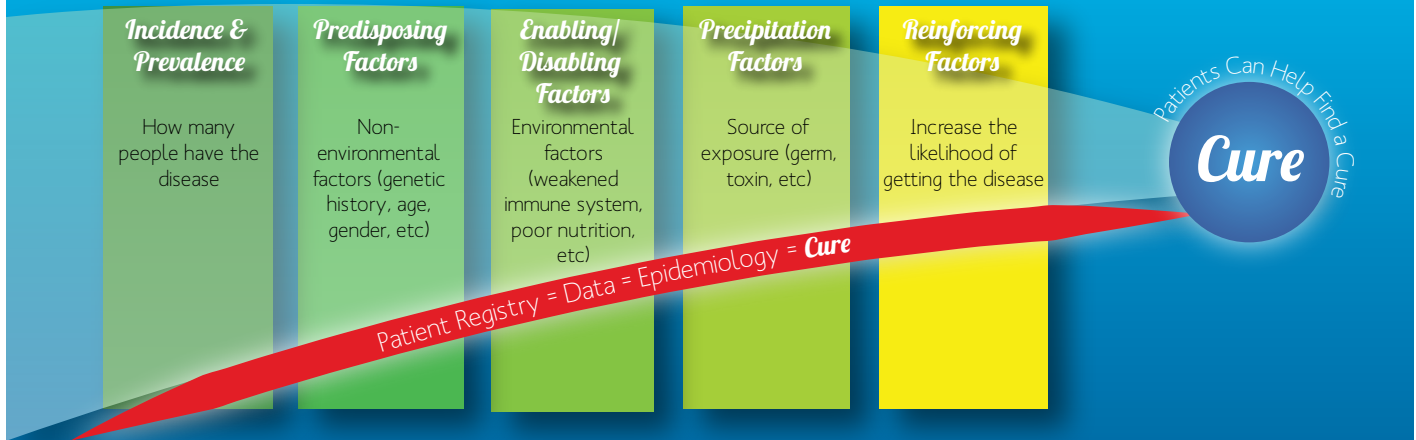 Incidence &
Prevalence
How many
people have the
disease
Predisposing
Factors
Non-
environmental
factors (genetic
history, age,
gender, etc)
Enabling/
Disabling
Factors
Environmental
factors
(weakened
immune system,
poor nutrition,
etc)
Precipitation
Factors
Source of
exposure (germ,
toxin, etc)
Reinforcing
Factors
Increase the
likelihood of
getting the disease
Patients Can Help Find a Cure
Cure
Patient Registry = Data = Epidemiology = Cure